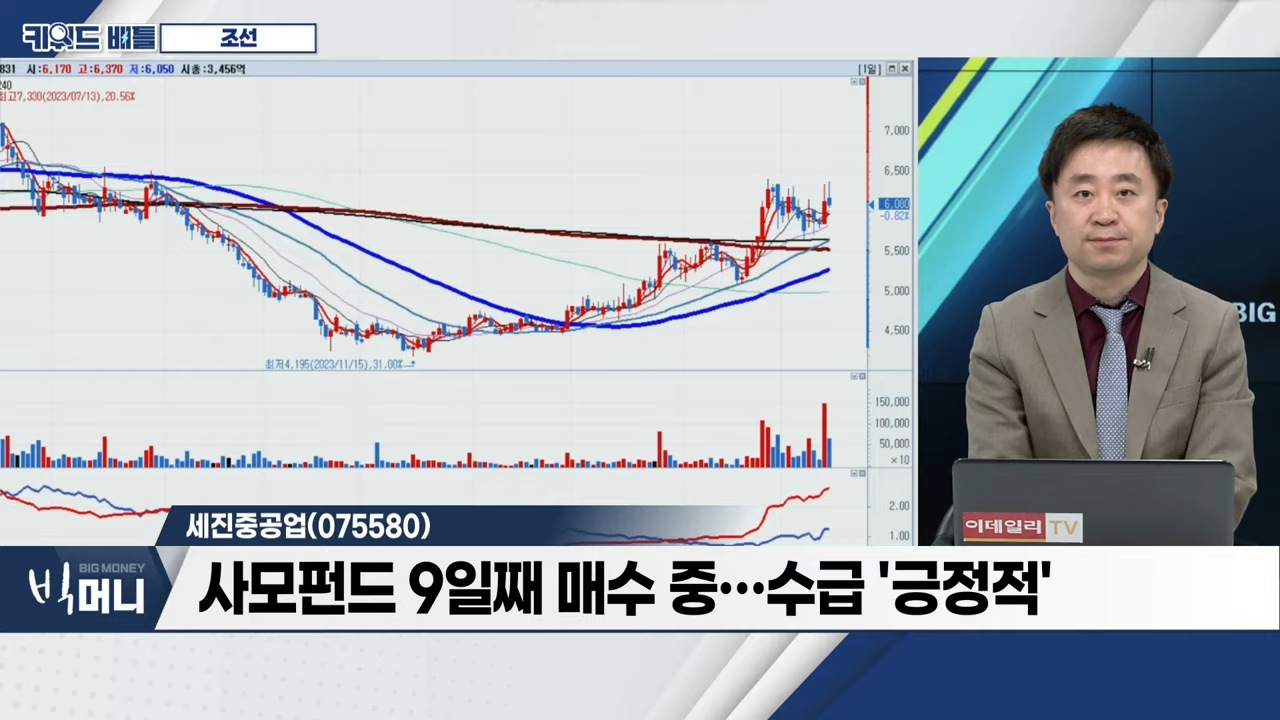 키워드 배틀
조선
831 시:6,170 고:6,370 저:6,050 시총:3,456억
[1일]
240
최고7,330(2023/07/13),20.56%
7,000
6,500
6,080
-0.82%
5,500
5,000
4,500
최저4,195(2023/11/15),31.00%
150,000
100,000
50,000
×10
2.00
1.00
BIG
이데일리 TV
세진중공업(075580)
BIG MONEY
빅머니
사모펀드 9일째 매수 중…수급 '긍정적'